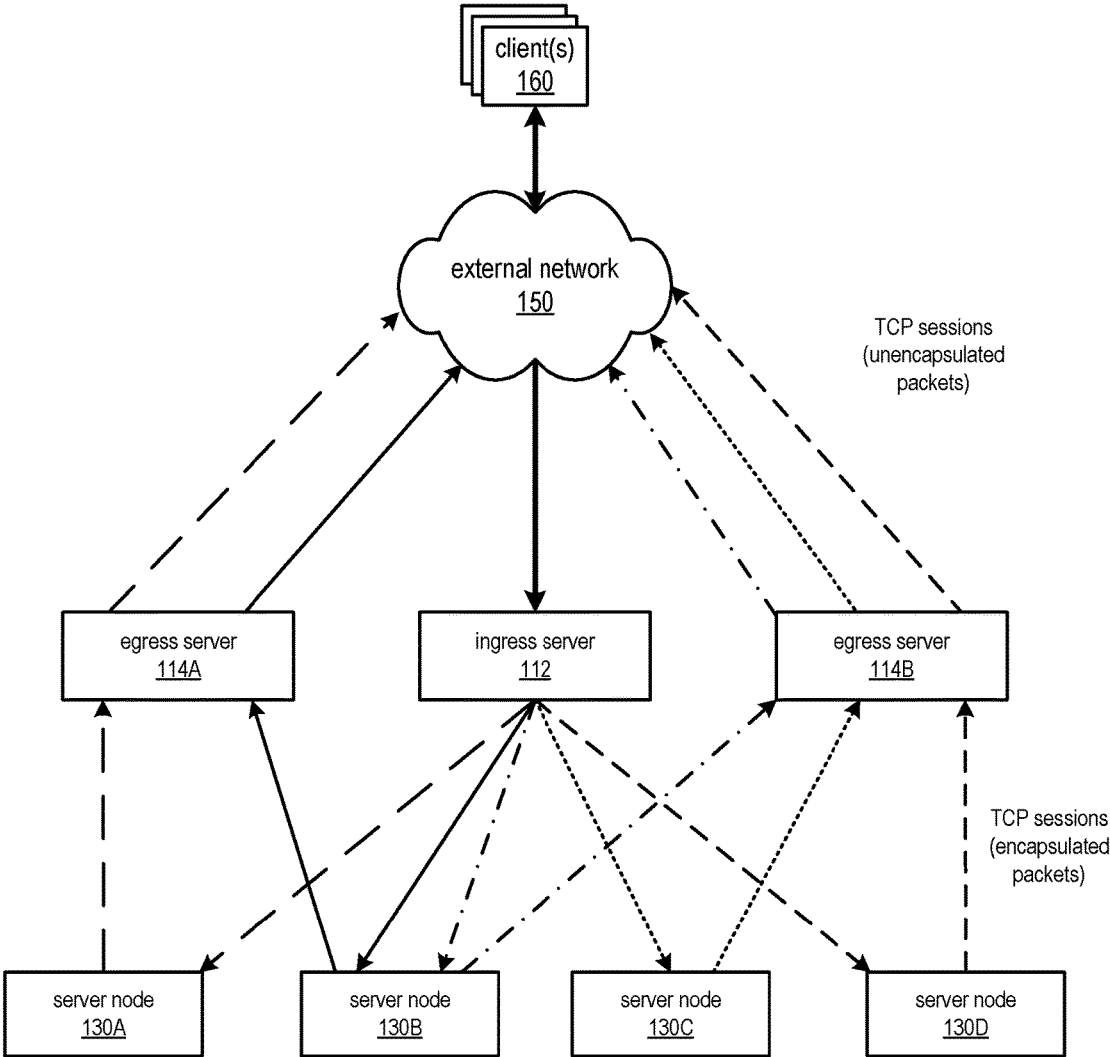 client(s)
160
external network
150
TCP sessions
(unencapsulated
packets)
egress server
114A
ingress server
112
egress server
114B
TCP sessions
(encapsulated
packets)
server node
130A
server node
130B
server node
130C
server node
130D